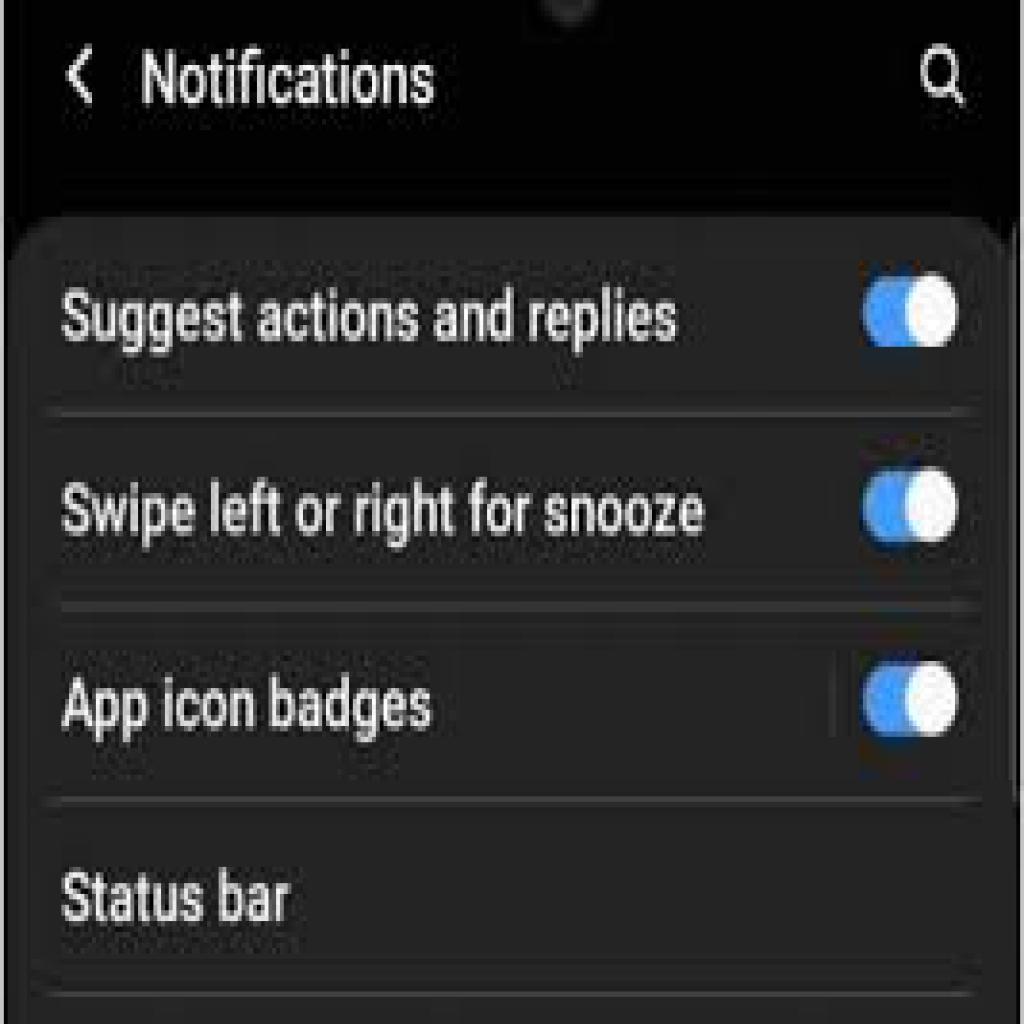 Notifications
Suggest actions and replies
Swipe left or right for snooze
App icon badges
Status bar